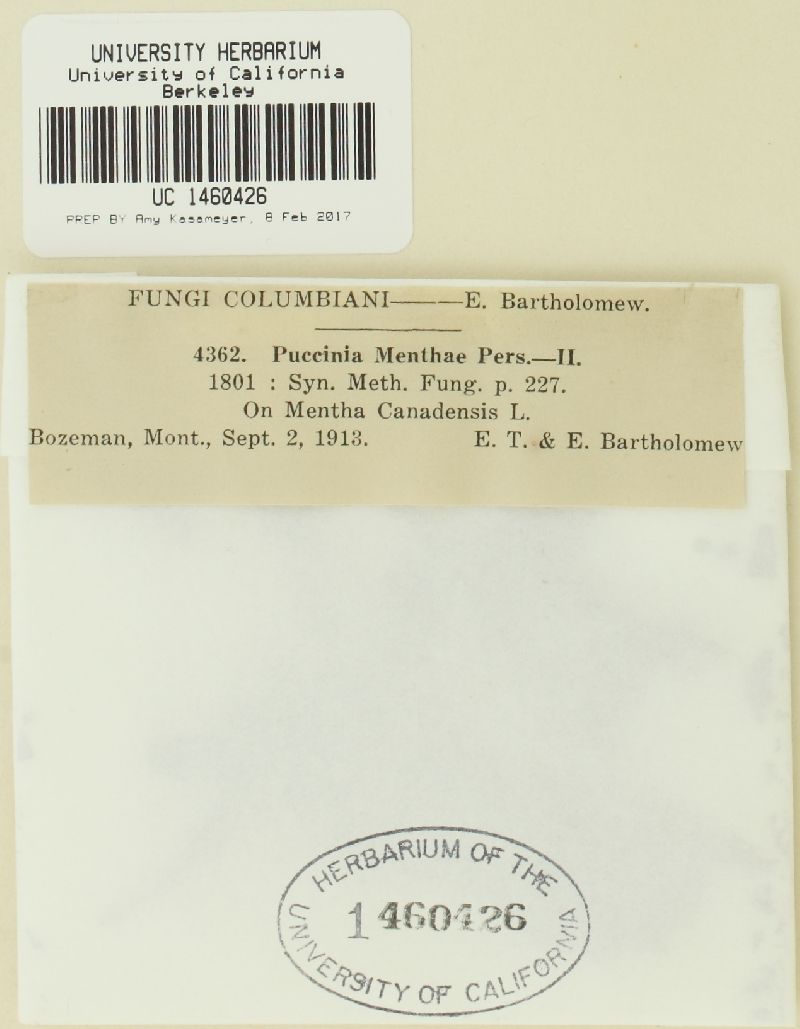 UNIVERSITY HERBARIUM
University of California
Berkeley
UC 1460426
PREP BY Amy Kasameyer, 8 Feb 2017
FUNGI COLUMBIANI——E. Bartholomew.
4362. Puccinia Menthae Pers.—II.
1801 : Syn. Meth. Fung. p. 227.
On Mentha Canadensis L.
Bozeman, Mont., Sept. 2, 1913. E. T. & E. Bartholomew
HERBARIUM OF THE
1460426
UNIVERSITY OF CALIFORNIA